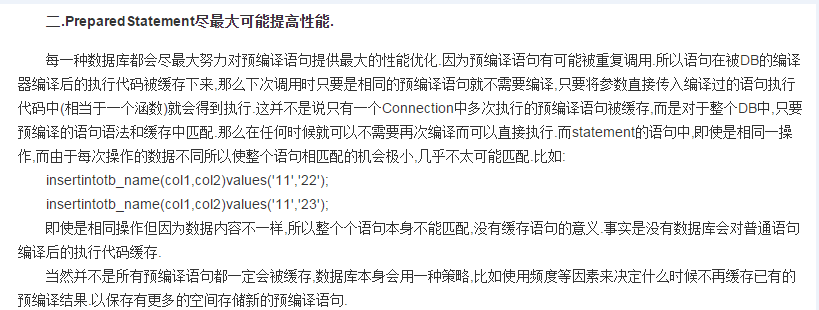 二.PreparedStatement尽最大可能提高性能.
每一种数据库都会尽最大努力对预编译语句提供最大的性能优化.因为预编译语句有可能被重复调用.所以语句在被DB的编译
器编译后的执行代码被缓存下来,那么下次调用时只要是相同的预编译语句就不需要编译,只要将参数直接传入编译过的语句执行
代码中(相当于一个涵数)就会得到执行.这并不是说只有一个Connection中多次执行的预编译语句被缓存,而是对于整个DB中,只要
预编译的语句语法和缓存中匹配.那么在任何时候就可以不需要再次编译而可以直接执行.而statement的语句中,即使是相同一操
作,而由于每次操作的数据不同所以使整个语句相匹配的机会极小,几乎不太可能匹配.比如:
insertintotb_name(col1,col2)values('11','22');
insertintotb_name(col1,col2)values('11','23');
即使是相同操作但因为数据内容不一样,所以整个个语句本身不能匹配,没有缓存语句的意义.事实是没有数据库会对普通语句
编译后的执行代码缓存.
当然并不是所有预编译语句都一定会被缓存,数据库本身会用一种策略,比如使用频度等因素来决定什么时候不再缓存已有的
预编译结果.以保存有更多的空间存储新的预编译语句.